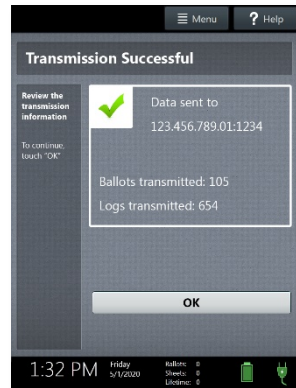 Menu
? Help
Transmission Successful
Review the
transmission
information
To continue,
touch "OK"
Data sent to
123.456.789.01:1234
Ballots transmitted: 105
Logs transmitted: 654
OK
1:32 PM
Friday
5/1/2020
Ballots: 0
Sheets: 0
Lifetime: 0